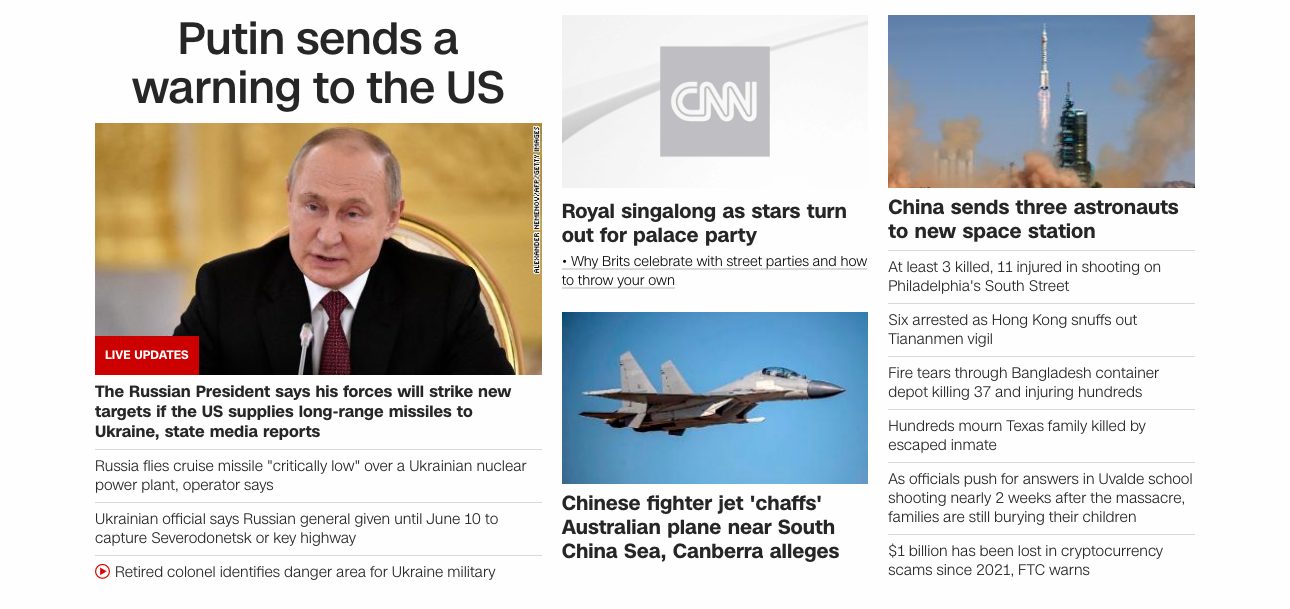 Putin sends a
warning to the US
ALEXANDER NEMENOV/AFP/GETTY IMAGES
LIVE UPDATES
The Russian President says his forces will strike new
targets if the US supplies long-range missiles to
Ukraine, state media reports
Russia flies cruise missile "critically low" over a Ukrainian nuclear
power plant, operator says
Ukrainian official says Russian general given until June 10 to
capture Severodonetsk or key highway
Retired colonel identifies danger area for Ukraine military
CNN
Royal singalong as stars turn
out for palace party
• Why Brits celebrate with street parties and how
to throw your own
Chinese fighter jet 'chaffs'
Australian plane near South
China Sea, Canberra alleges
China sends three astronauts
to new space station
At least 3 killed, 11 injured in shooting on
Philadelphia's South Street
Six arrested as Hong Kong snuffs out
Tiananmen vigil
Fire tears through Bangladesh container
depot killing 37 and injuring hundreds
Hundreds mourn Texas family killed by
escaped inmate
As officials push for answers in Uvalde school
shooting nearly 2 weeks after the massacre,
families are still burying their children
$1 billion has been lost in cryptocurrency
scams since 2021, FTC warns